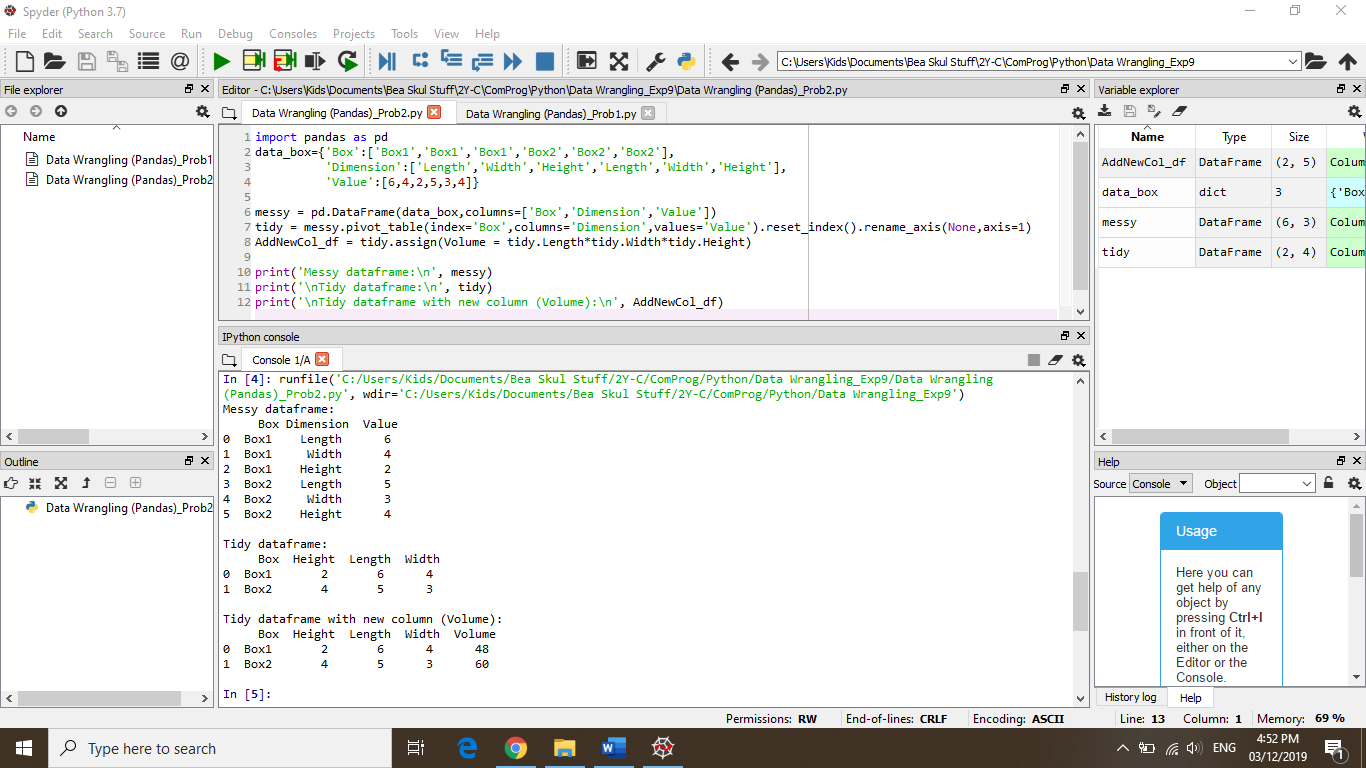 Spyder (Python 3.7)
File Edit Search Source Run Debug Consoles Projects Tools View Help
C:\Users\Kids\Documents\Bea Skul Stuff\2Y-C\ComProg\Python\Data Wrangling_Exp9
File explorer
Name
Data Wrangling (Pandas)_Prob1
Data Wrangling (Pandas)_Prob2
Outline
Data Wrangling (Pandas)_Prob2
Editor - C:\Users\Kids\Documents\Bea Skul Stuff\2Y-C\ComProg\Python\Data Wrangling_Exp9\Data Wrangling (Pandas)_Prob2.py
Data Wrangling (Pandas)_Prob2.py Data Wrangling (Pandas)_Prob1.py
1 import pandas as pd
2 data_box={'Box':['Box1','Box1','Box1','Box2','Box2','Box2'],
3 'Dimension':['Length','Width','Height','Length','Width','Height'],
4 'Value':[6,4,2,5,3,4]}
5
6 messy = pd.DataFrame(data_box,columns=['Box','Dimension','Value'])
7 tidy = messy.pivot_table(index='Box',columns='Dimension',values='Value').reset_index().rename_axis(None,axis=1)
8 AddNewCol_df = tidy.assign(Volume = tidy.Length*tidy.Width*tidy.Height)
9
10 print('Messy dataframe:\n', messy)
11 print('\nTidy dataframe:\n', tidy)
12 print('\nTidy dataframe with new column (Volume):\n', AddNewCol_df)
IPython console
Console 1/A
In [4]: runfile('C:/Users/Kids/Documents/Bea Skul Stuff/2Y-C/ComProg/Python/Data Wrangling_Exp9/Data Wrangling
(Pandas)_Prob2.py', wdir='C:/Users/Kids/Documents/Bea Skul Stuff/2Y-C/ComProg/Python/Data Wrangling_Exp9')
Messy dataframe:
Box Dimension Value
0 Box1 Length 6
1 Box1 Width 4
2 Box1 Height 2
3 Box2 Length 5
4 Box2 Width 3
5 Box2 Height 4
Tidy dataframe:
Box Height Length Width
0 Box1 2 6 4
1 Box2 4 5 3
Tidy dataframe with new column (Volume):
Box Height Length Width Volume
0 Box1 2 6 4 48
1 Box2 4 5 3 60
In [5]:
Variable explorer
Name Type Size
AddNewCol_df DataFrame (2, 5) Colum
data_box dict 3 {'Box
messy DataFrame (6, 3) Colum
tidy DataFrame (2, 4) Colum
Help
Source Console Object
Usage
Here you can
get help of any
object by
pressing Ctrl+I
in front of it,
either on the
Editor or the
Console.
History log Help
Permissions: RW End-of-lines: CRLF Encoding: ASCII Line: 13 Column: 1 Memory: 69 %
Type here to search
ENG
4:52 PM
03/12/2019
1